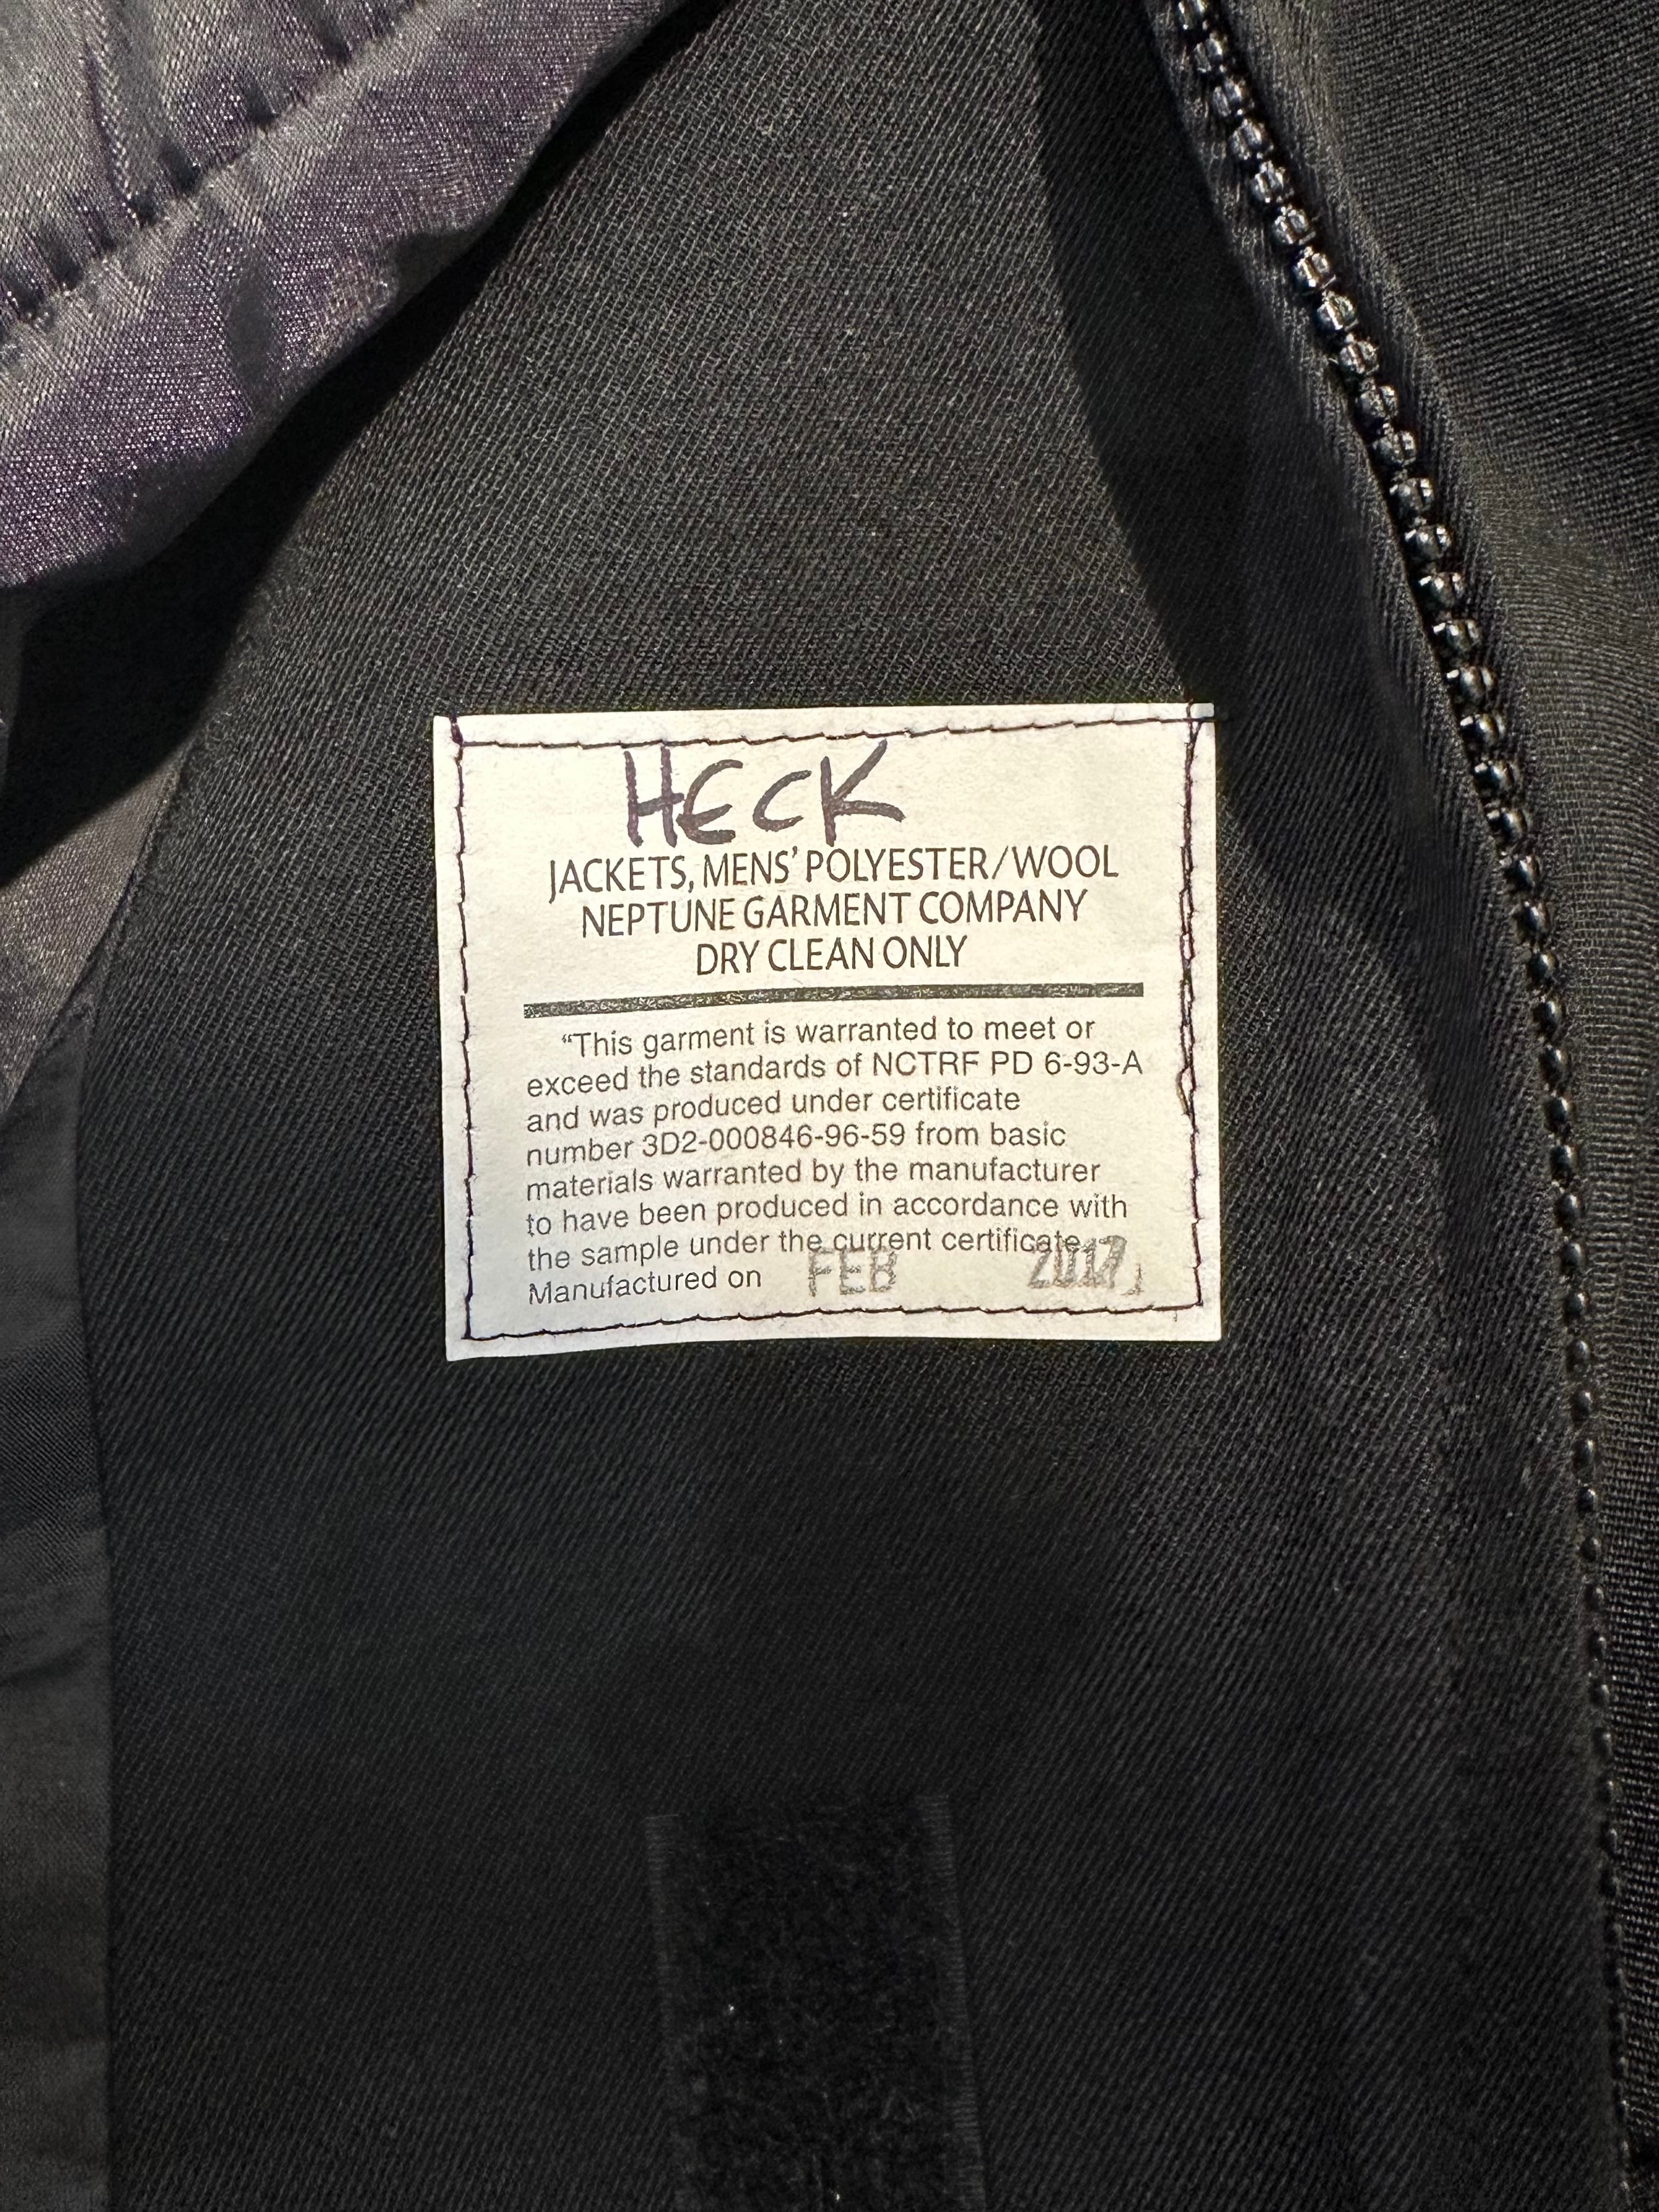 HECK
JACKETS, MENS' POLYESTER/WOOL
NEPTUNE GARMENT COMPANY
DRY CLEAN ONLY
“This garment is warranted to meet or
exceed the standards of NCTRF PD 6-93-A
and was produced under certificate
number 3D2-000846-96-59 from basic
materials warranted by the manufacturer
to have been produced in accordance with
the sample under the current certificate
Manufactured on FEB 2017